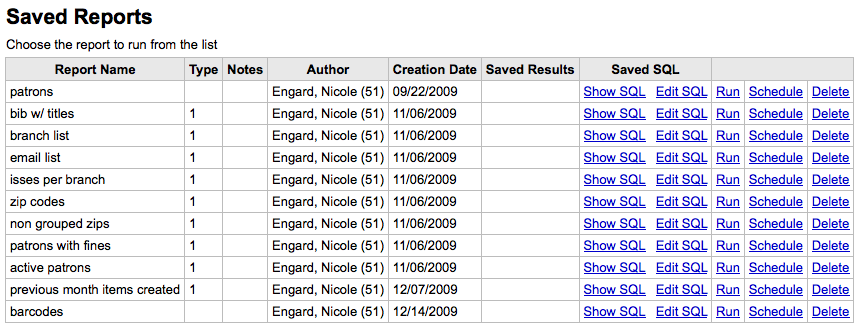 Saved Reports
Choose the report to run from the list
Report Name Type Notes Author Creation Date Saved Results Saved SQL
patrons Engard, Nicole (51) 09/22/2009 Show SQL Edit SQL Run Schedule Delete
bib w/ titles 1 Engard, Nicole (51) 11/06/2009 Show SQL Edit SQL Run Schedule Delete
branch list 1 Engard, Nicole (51) 11/06/2009 Show SQL Edit SQL Run Schedule Delete
email list 1 Engard, Nicole (51) 11/06/2009 Show SQL Edit SQL Run Schedule Delete
isses per branch 1 Engard, Nicole (51) 11/06/2009 Show SQL Edit SQL Run Schedule Delete
zip codes 1 Engard, Nicole (51) 11/06/2009 Show SQL Edit SQL Run Schedule Delete
non grouped zips 1 Engard, Nicole (51) 11/06/2009 Show SQL Edit SQL Run Schedule Delete
patrons with fines 1 Engard, Nicole (51) 11/06/2009 Show SQL Edit SQL Run Schedule Delete
active patrons 1 Engard, Nicole (51) 11/06/2009 Show SQL Edit SQL Run Schedule Delete
previous month items created 1 Engard, Nicole (51) 12/07/2009 Show SQL Edit SQL Run Schedule Delete
barcodes Engard, Nicole (51) 12/14/2009 Show SQL Edit SQL Run Schedule Delete